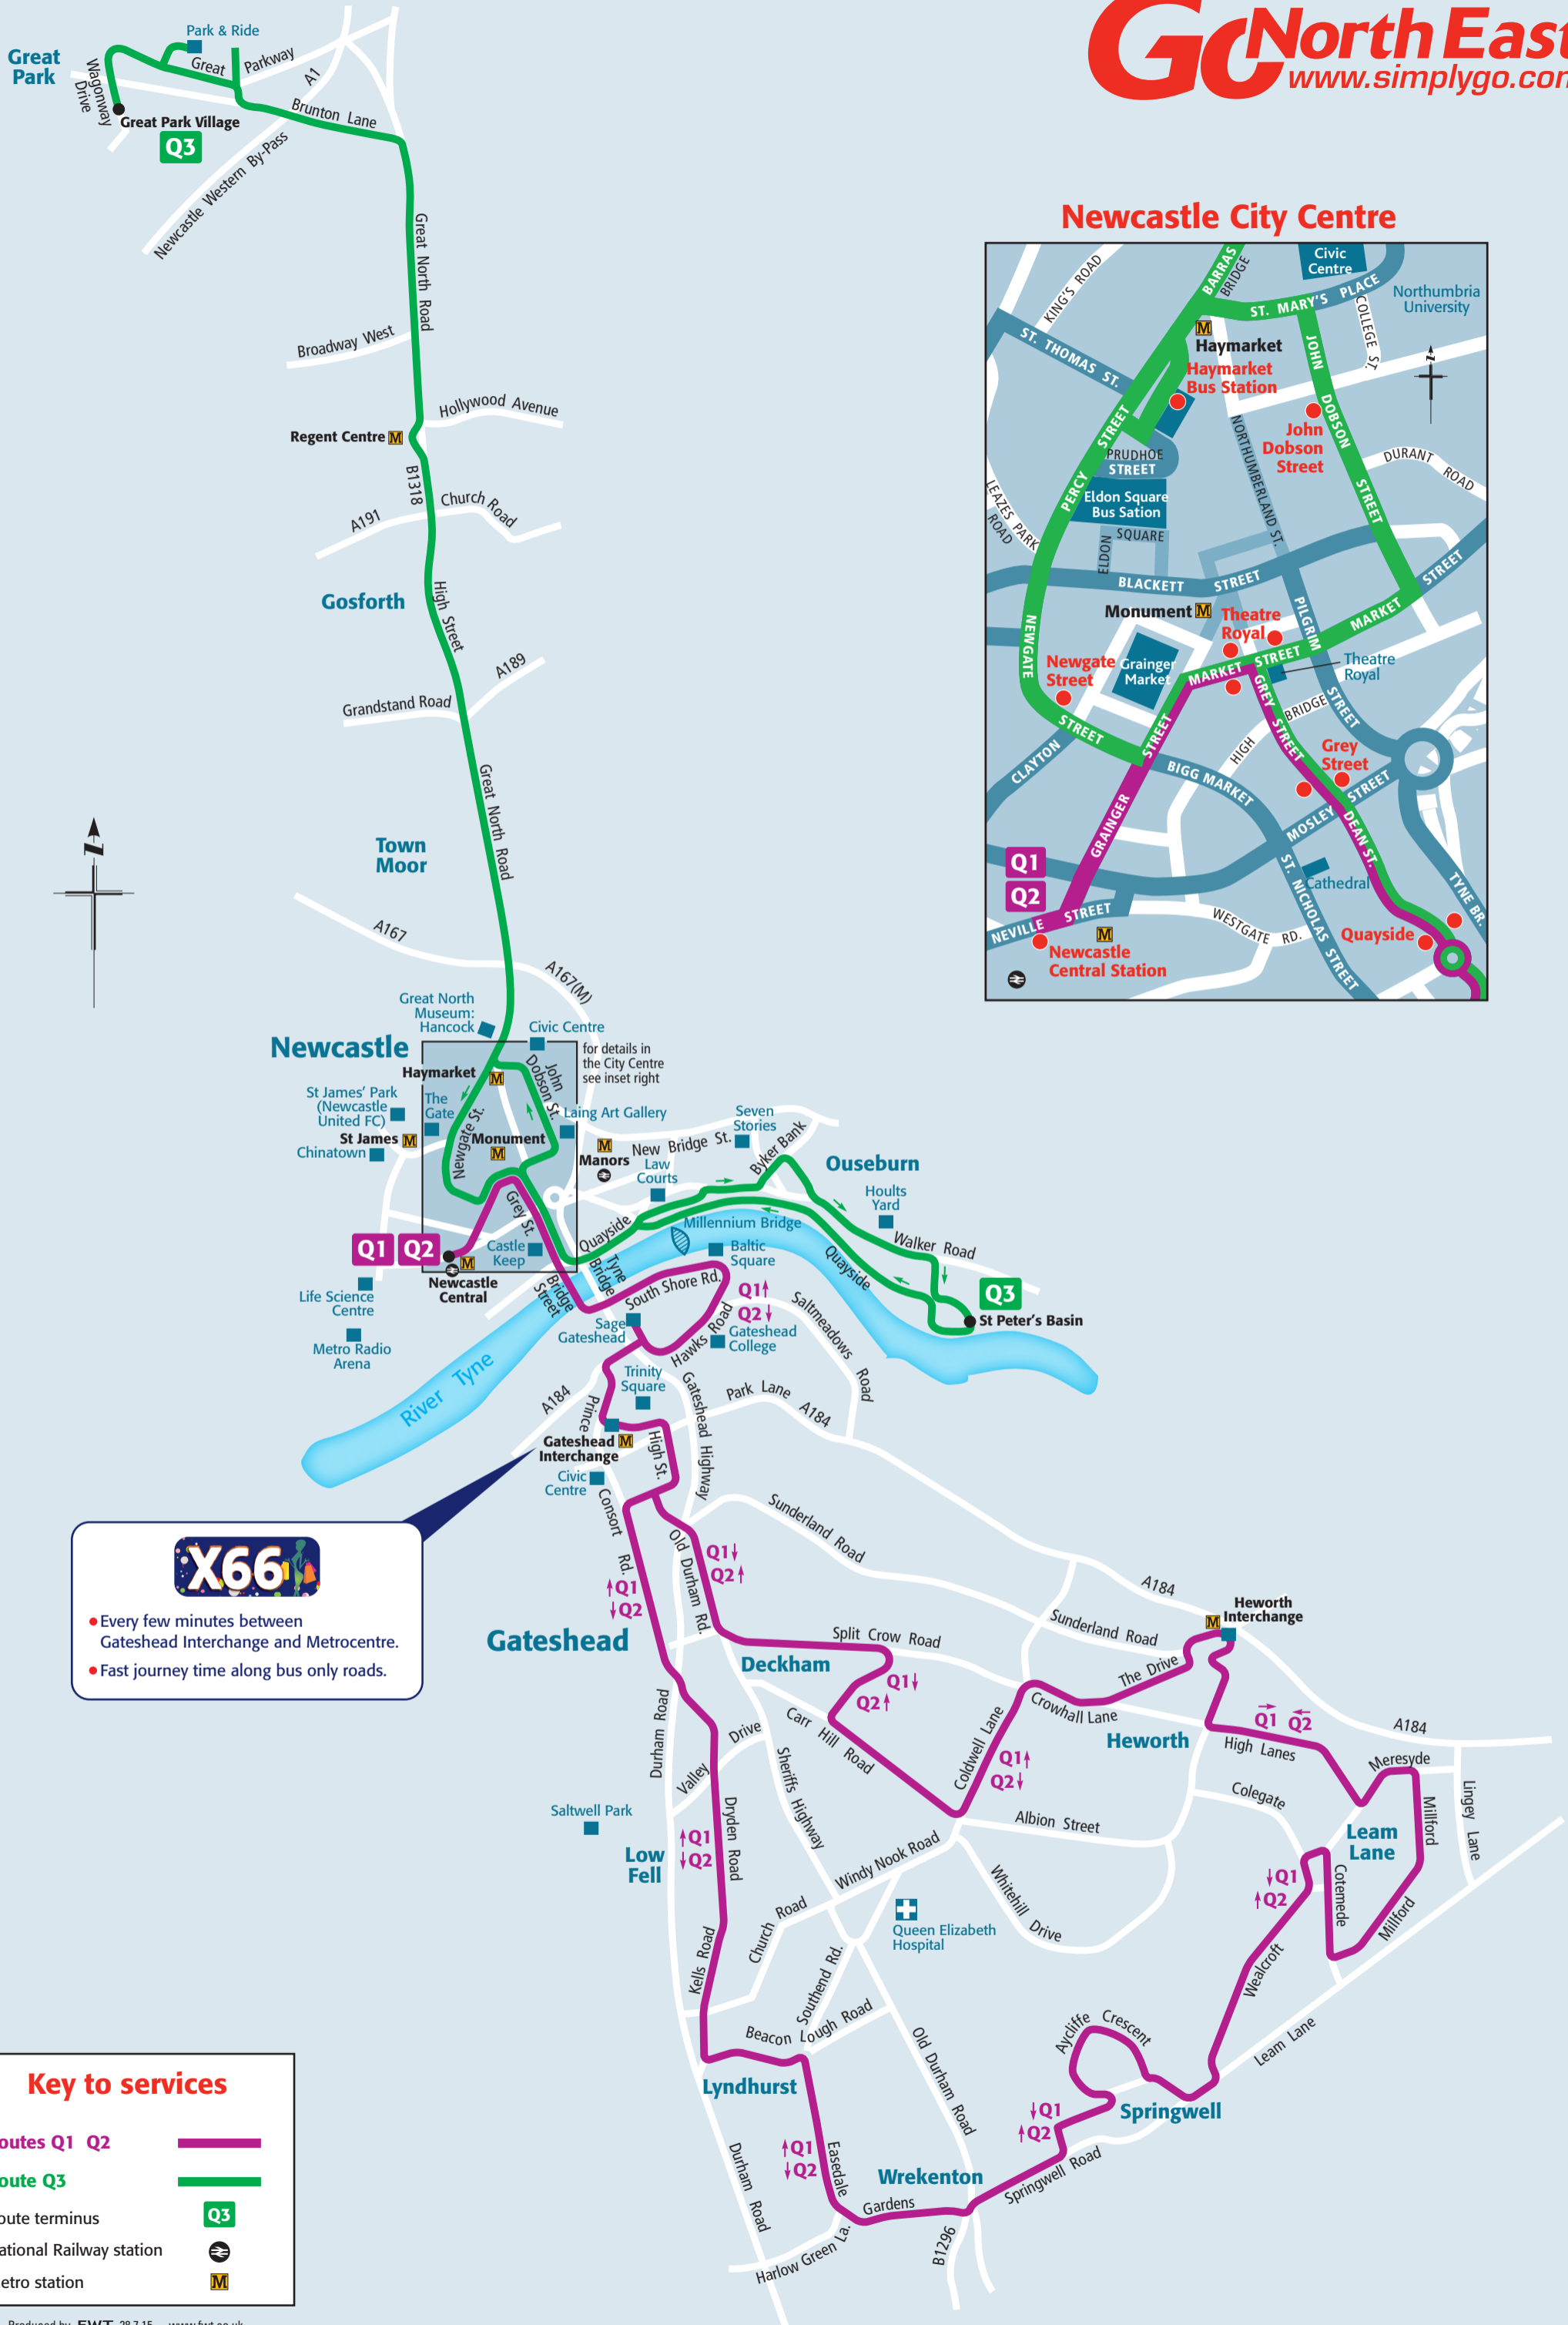 Go North East
www.simplygo.com
Great
Park
Park & Ride
Great Parkway
A1
Wagonway
Drive
Great Park Village
Q3
Brunton Lane
Newcastle Western By-Pass
Great North Road
Broadway West
Hollywood Avenue
Regent Centre M
B1318
Church Road
A191
Gosforth
High Street
A189
Grandstand Road
Great North Road
Town
Moor
A167
A167(M)
Newcastle City Centre
KING'S ROAD
BARRAS
BRIDGE
Civic
Centre
ST. MARY'S PLACE
Northumbria
University
COLLEGE ST.
ST. THOMAS ST.
M
Haymarket
Haymarket
Bus Station
JOHN DOBSON STREET
John
Dobson
Street
NORTHUMBERLAND ST.
DURANT ROAD
PERCY STREET
PRUDHOE
STREET
Eldon Square
Bus Sation
LEAZES PARK
ROAD
ELDON
SQUARE
BLACKETT STREET
STREET
Monument M
Theatre
Royal
PILGRIM STREET
MARKET
NEWGATE STREET
Newgate
Street
Grainger
Market
MARKET STREET
Theatre
Royal
GREY STREET
HIGH BRIDGE
Grey
Street
CLAYTON
STREET
BIGG MARKET
MOSLEY STREET
GRAINGER
DEAN ST.
Q1
Q2
ST. NICHOLAS STREET
Cathedral
TYNE BR.
NEVILLE STREET
WESTGATE RD.
Quayside
M
Newcastle
Central Station
Great North
Museum:
Hancock
Civic Centre
Newcastle
for details in
the City Centre
see inset right
Haymarket
M
John
Dobson St.
St James' Park
(Newcastle
United FC)
The
Gate
Laing Art Gallery
Seven
Stories
St James M
Newgate St.
Monument
M
M
Manors
New Bridge St.
Byker Bank
Chinatown
Law
Courts
Ouseburn
Hoults
Yard
Grey St.
Quayside
Millennium Bridge
Walker Road
Q1 Q2
Castle
Keep
M
Newcastle
Central
Tyne
Bridge
Baltic
Square
Quayside
Q3
St Peter's Basin
Bridge
Street
South Shore Rd.
Q1
Q2
Life Science
Centre
Metro Radio
Arena
Sage
Gateshead
Hawks Road
Gateshead
College
Saltmeadows Road
River Tyne
Trinity
Square
A184
Prince
Park Lane
A184
Gateshead Highway
Gateshead M
Interchange
High St.
Civic
Centre
Consort Rd.
X66
Every few minutes between
Gateshead Interchange and Metrocentre.
Fast journey time along bus only roads.
Old Durham Rd.
Sunderland Road
Q1
Q2
Q1
Q2
A184
Heworth
M Interchange
Gateshead
Sunderland Road
Split Crow Road
Deckham
The Drive
Q1
Q2
Crowhall Lane
Heworth
Q1 Q2
A184
Durham Road
Valley Drive
Carr Hill Road
Coldwell Lane
Q1
Q2
High Lanes
Meresyde
Sheriffs Highway
Colegate
Saltwell Park
Dryden Road
Albion Street
Millford
Lingey Lane
Leam
Lane
Low
Fell
Q1
Q2
Windy Nook Road
Q1
Q2
Cotemede
Whitehill Drive
Church Road
Queen Elizabeth
Hospital
Millford
Kells Road
Wealcroft
Southend Rd.
Beacon Lough Road
Aycliffe Crescent
Leam Lane
Old Durham Road
Lyndhurst
Q1
Q2
Springwell
Q1
Q2
Easedale
Gardens
Wrekenton
Springwell Road
Durham Road
Harlow Green La.
B1296
Key to services
outes Q1 Q2
oute Q3
oute terminus Q3
ational Railway station
etro station M
Produced by FWT 28.7.15 www.fwt.co.uk